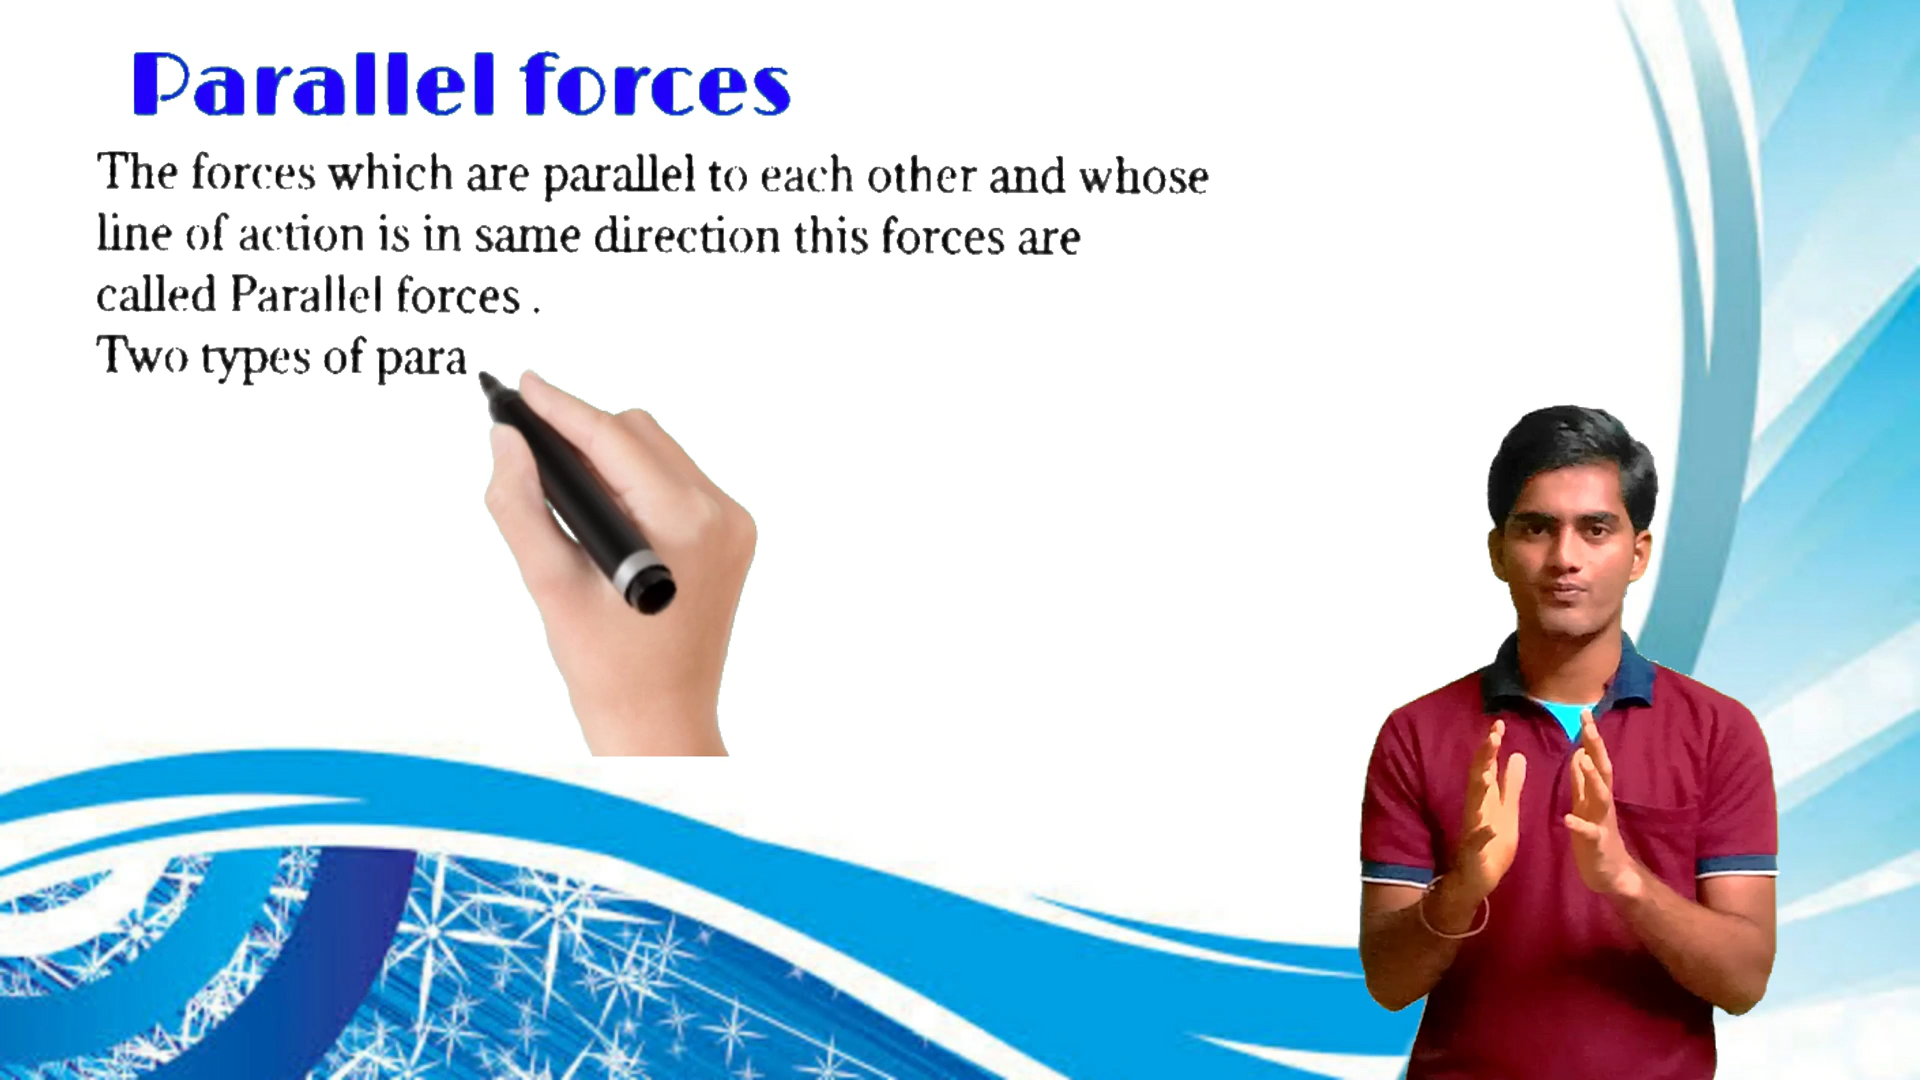 Parallel forces
The forces which are parallel to each other and whose
line of action is in same direction this forces are
called Parallel forces .
Two types of para